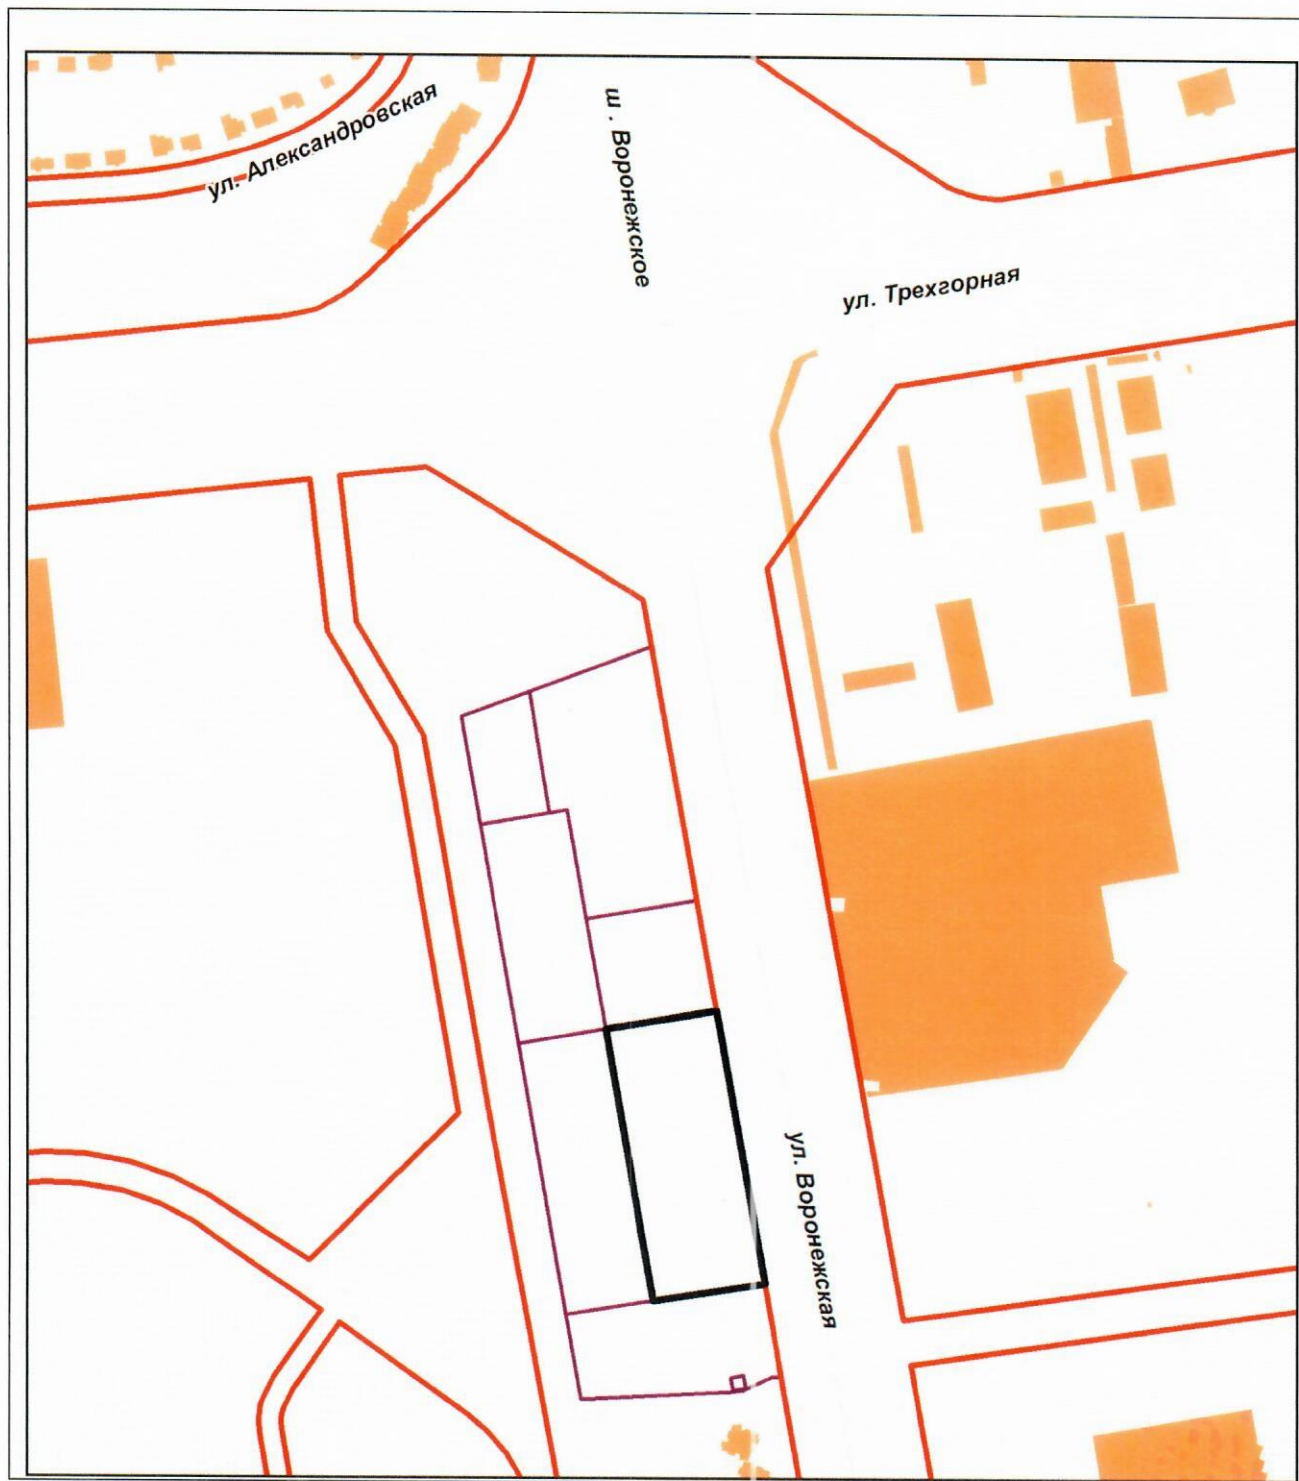 ул. Александровская
ш . Воронежское
ул. Трехгорная
ул. Воронежская